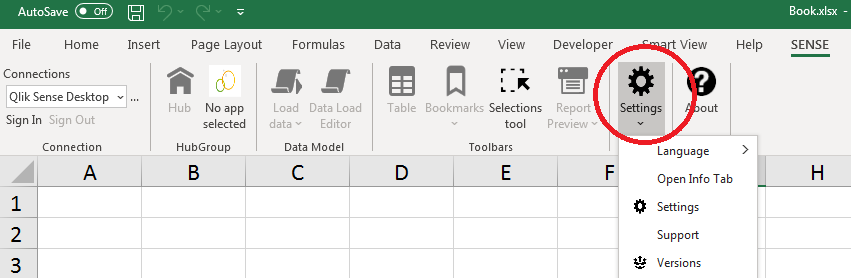 AutoSave Off Book.xlsx -
File Home Insert Page Layout Formulas Data Review View Developer Smart View Help SENSE
Connections
Qlik Sense Desktop ...
Sign In Sign Out
Connection
Hub
No app
selected
HubGroup
Load
data
Data Load
Editor
Data Model
Table
Bookmarks
Selections
tool
Report
Preview
Toolbars
Settings
About
Language
Open Info Tab
Settings
Support
Versions
A B C D E F H
1
2
3